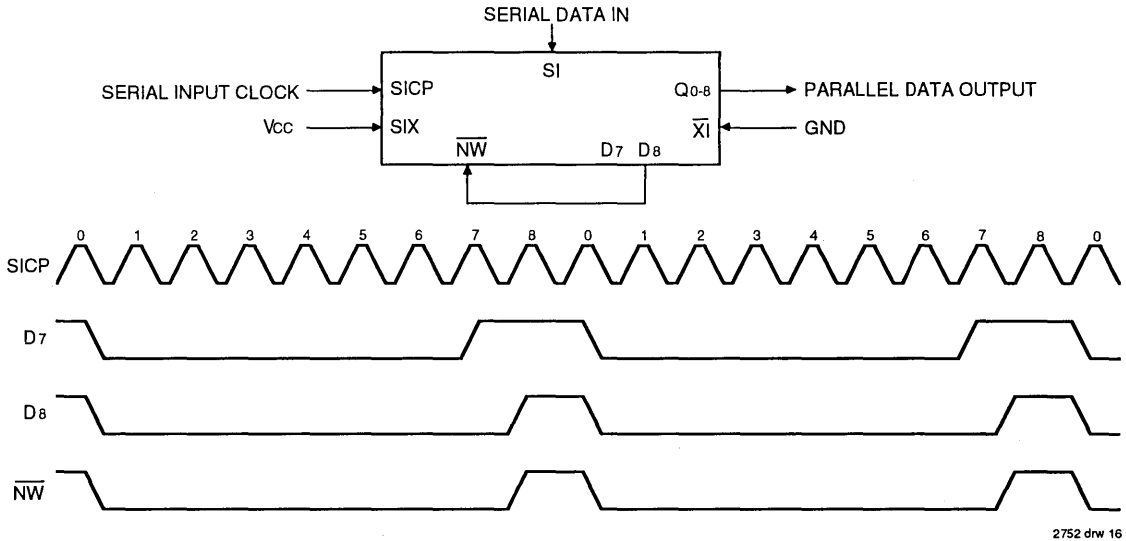 SERIAL DATA IN
SI
SERIAL INPUT CLOCK SICP Q0-8 PARALLEL DATA OUTPUT
Vcc SIX XI GND
NW D7 D8
0 1 2 3 4 5 6 7 8 0 1 2 3 4 5 6 7 8 0
SICP
D7
D8
NW
2752 drw 16